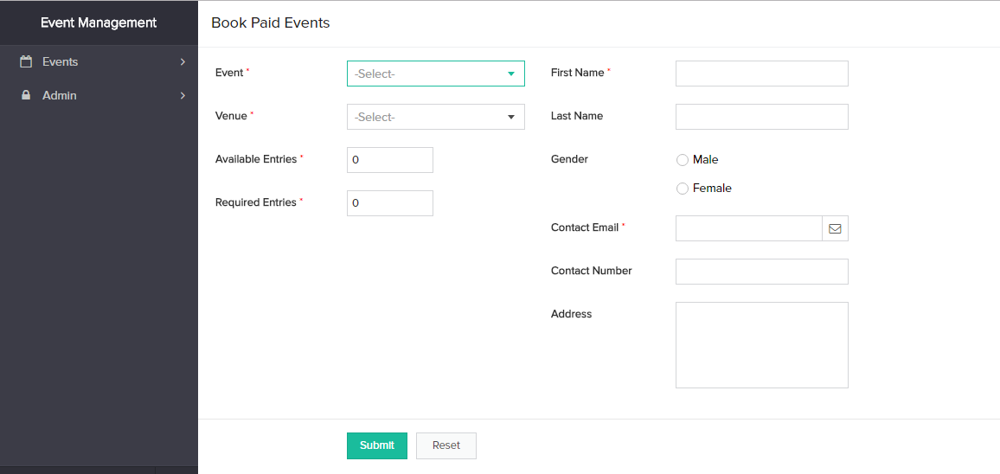 Event Management
Events
Admin
Book Paid Events
Event *
-Select-
Venue *
-Select-
Available Entries *
0
Required Entries *
0
First Name *
Last Name
Gender
Male
Female
Contact Email *
Contact Number
Address
Submit
Reset